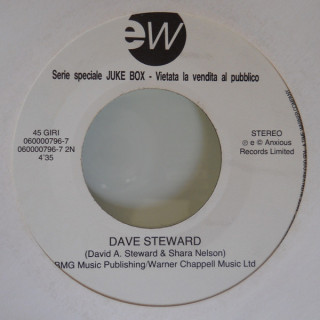 ew
Serie speciale JUKE BOX - Vietata la vendita al pubblico
45 GIRI
060000796-7
060000796-7 2N
4'35
STEREO
℗ e © Anxious
Records Limited
DAVE STEWARD
(David A. Steward & Shara Nelson)
BMG Music Publishing/Warner Chappell Music Ltd